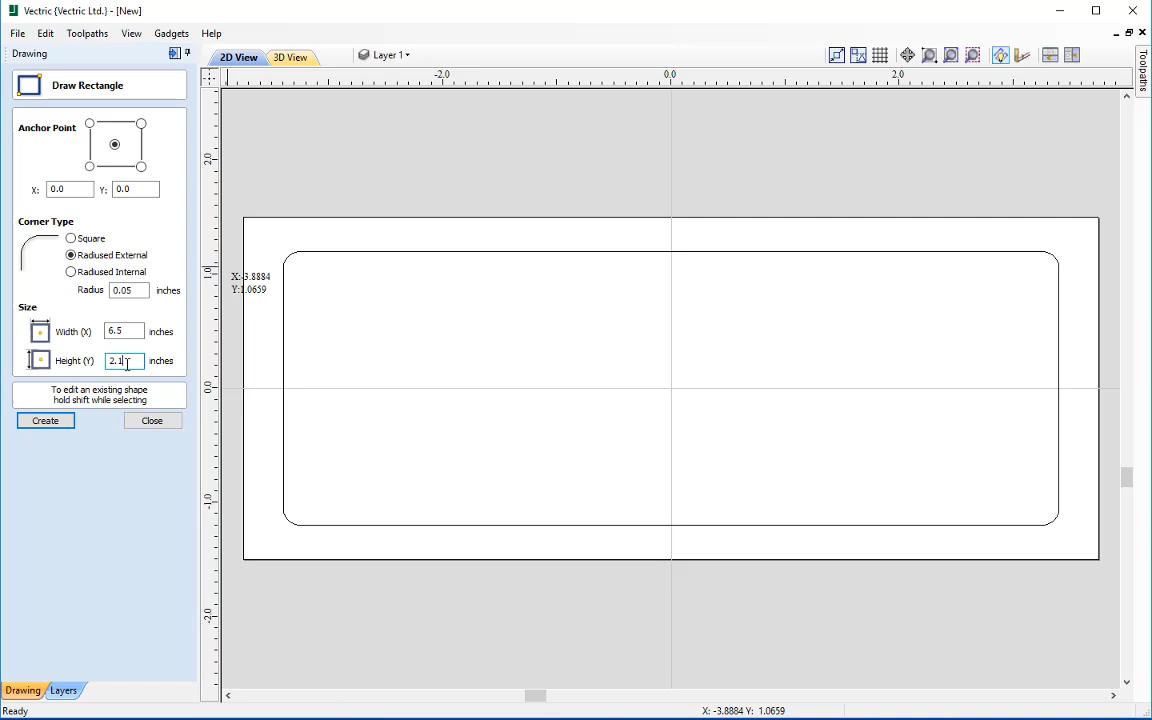 Vectric {Vectric Ltd.} - [New]
File Edit Toolpaths View Gadgets Help
Drawing
2D View 3D View Layer 1
Draw Rectangle
-2.0 0.0 2.0
Anchor Point
2.0
X: 0.0 Y: 0.0
Corner Type
Square
Radiused External
Radiused Internal
Radius 0.05 inches
Size
Width (X) 6.5 inches
Height (Y) 2.1 inches
To edit an existing shape
hold shift while selecting
Create Close
1.0
X:-3.8884
Y:1.0659
0.0
-1.0
-2.0
Toolpaths
Drawing Layers
Ready X: -3.8884 Y: 1.0659